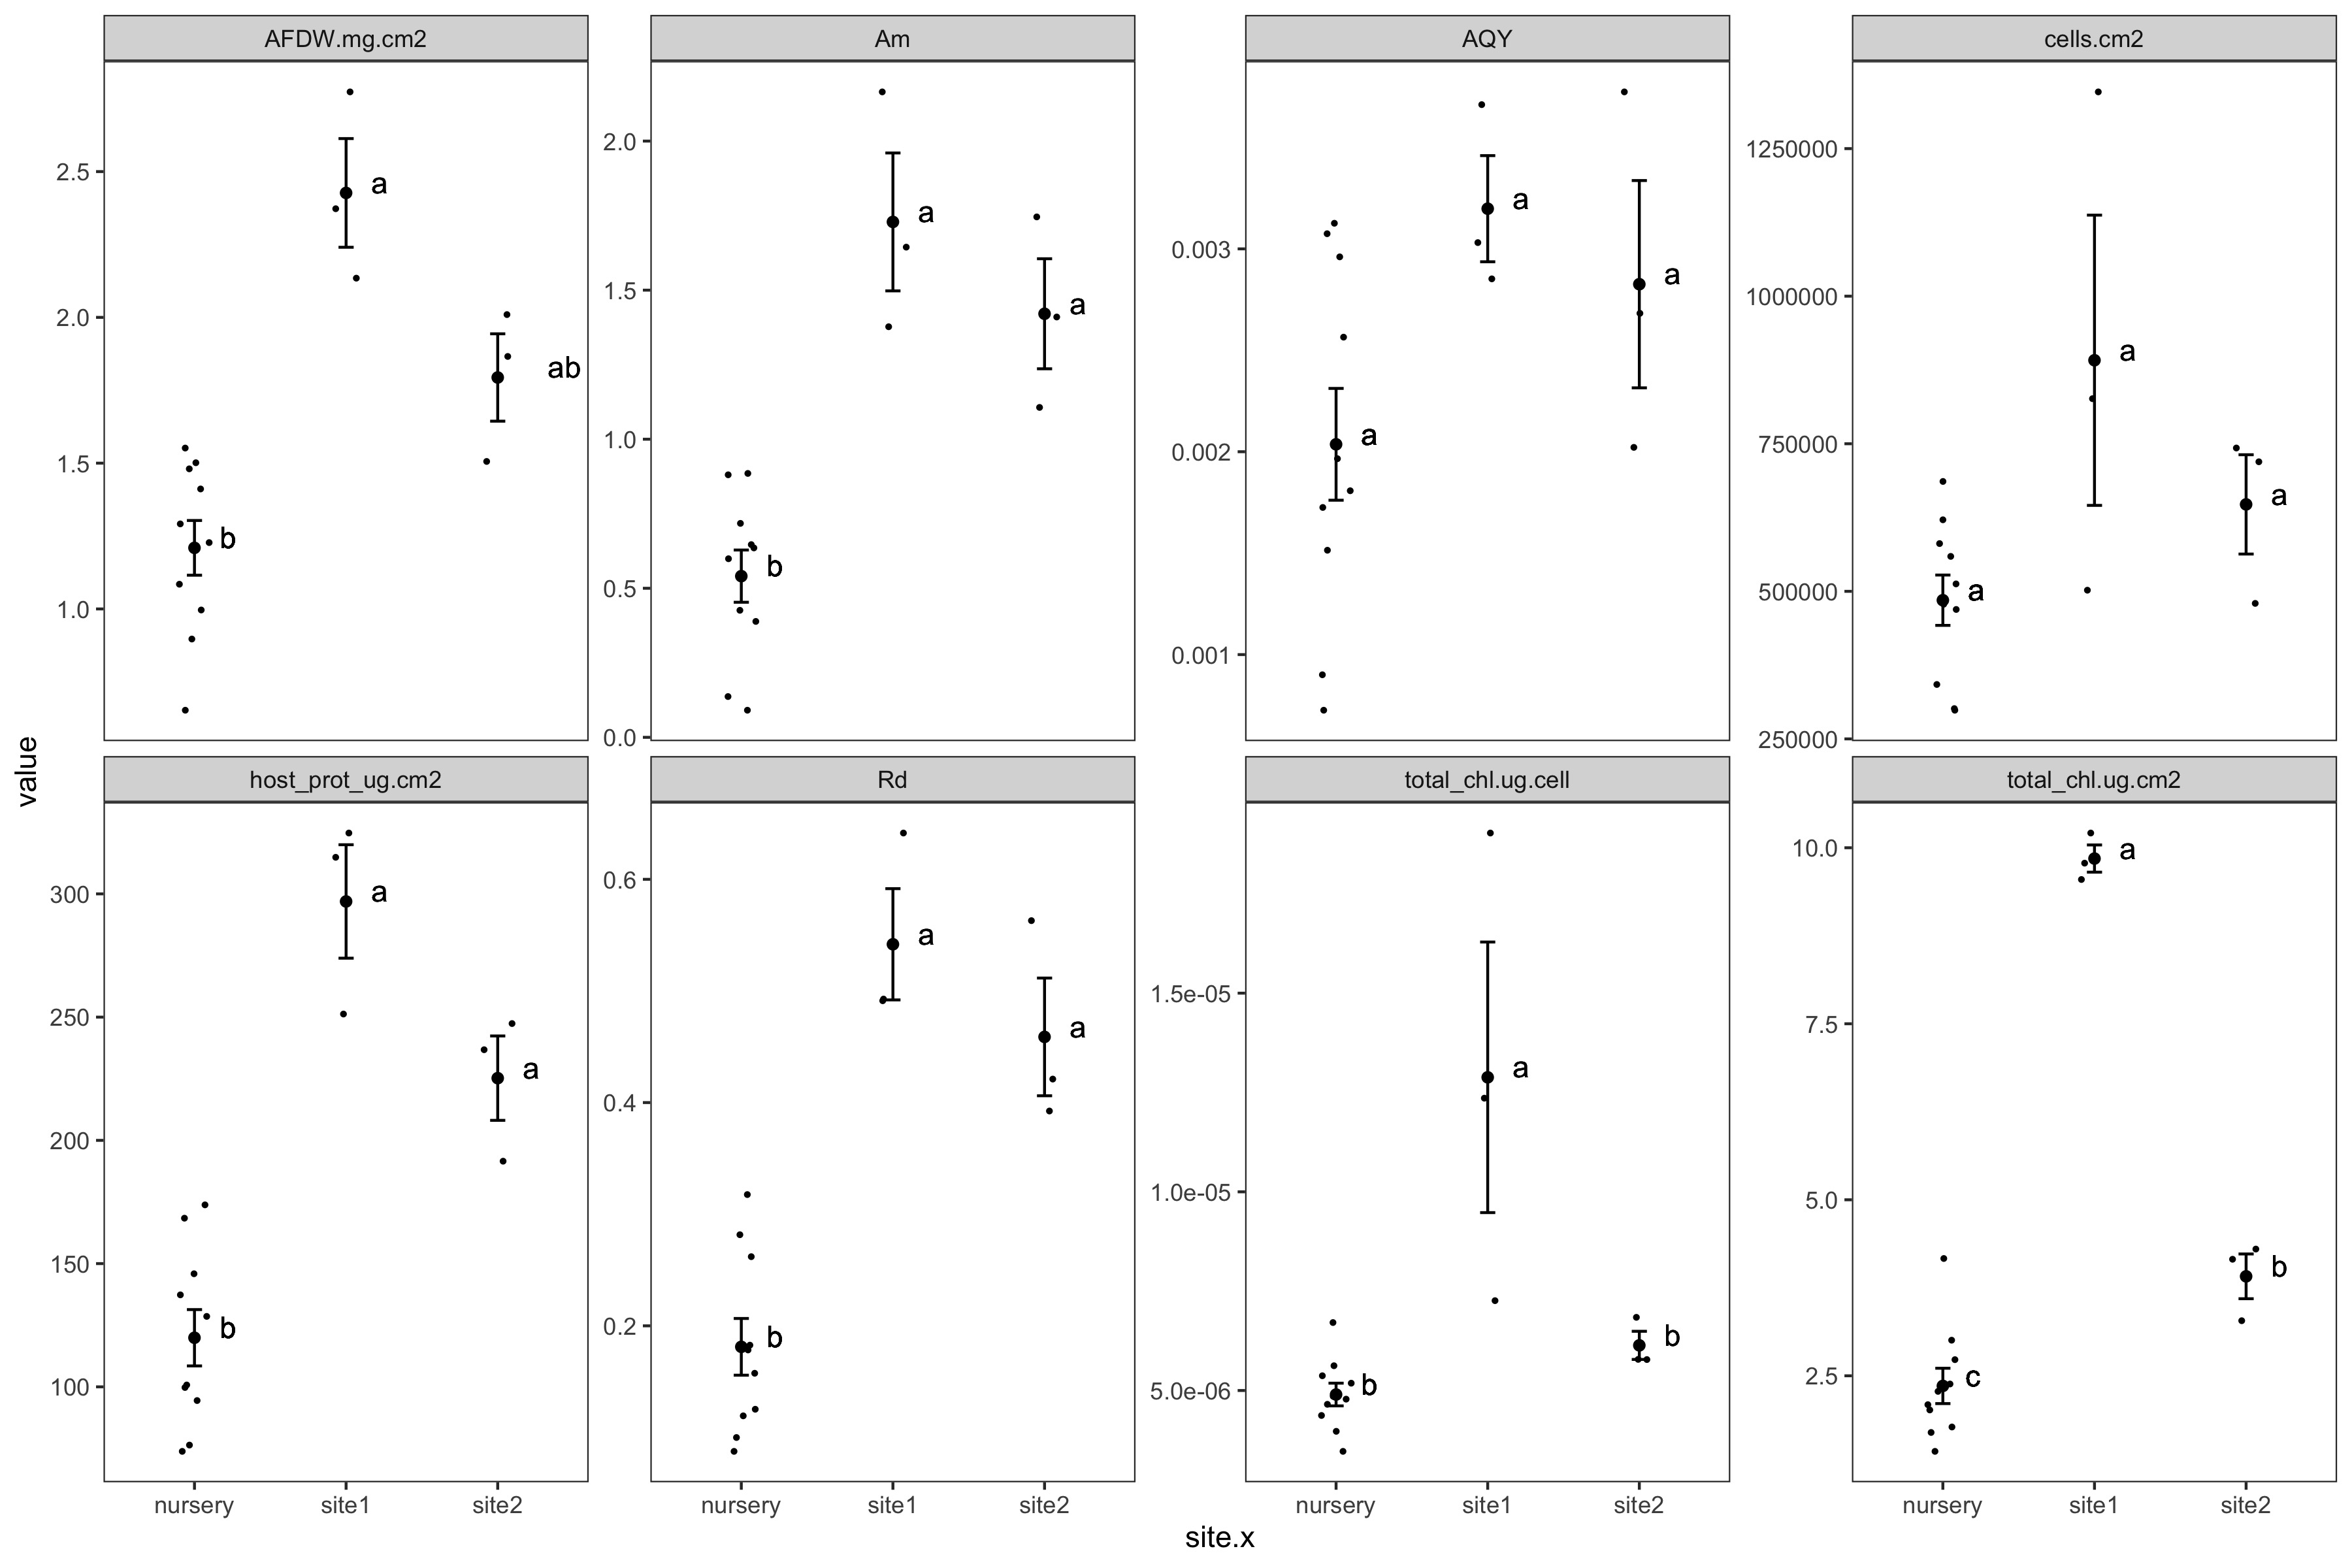 AFDW.mg.cm2 Am AQY cells.cm2
2.5
2.0
1.5
1.0
b
a
ab
2.0
1.5
1.0
0.5
0.0
b
a
a
0.003
0.002
0.001
a
a
a
1250000
1000000
750000
500000
250000
a
a
a
host_prot_ug.cm2 Rd total_chl.ug.cell total_chl.ug.cm2
300
250
200
150
100
b
a
a
0.6
0.4
0.2
b
a
a
1.5e-05
1.0e-05
5.0e-06
b
a
b
10.0
7.5
5.0
2.5
c
a
b
nursery site1 site2 nursery site1 site2 nursery site1 site2 nursery site1 site2
site.x
value